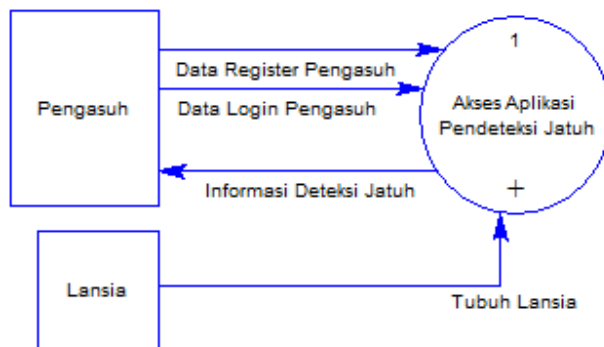 1
Data Register Pengasuh
Pengasuh
Data Login Pengasuh
Akses Aplikasi
Pendeteksi Jatuh
Informasi Deteksi Jatuh
+
Lansia
Tubuh Lansia